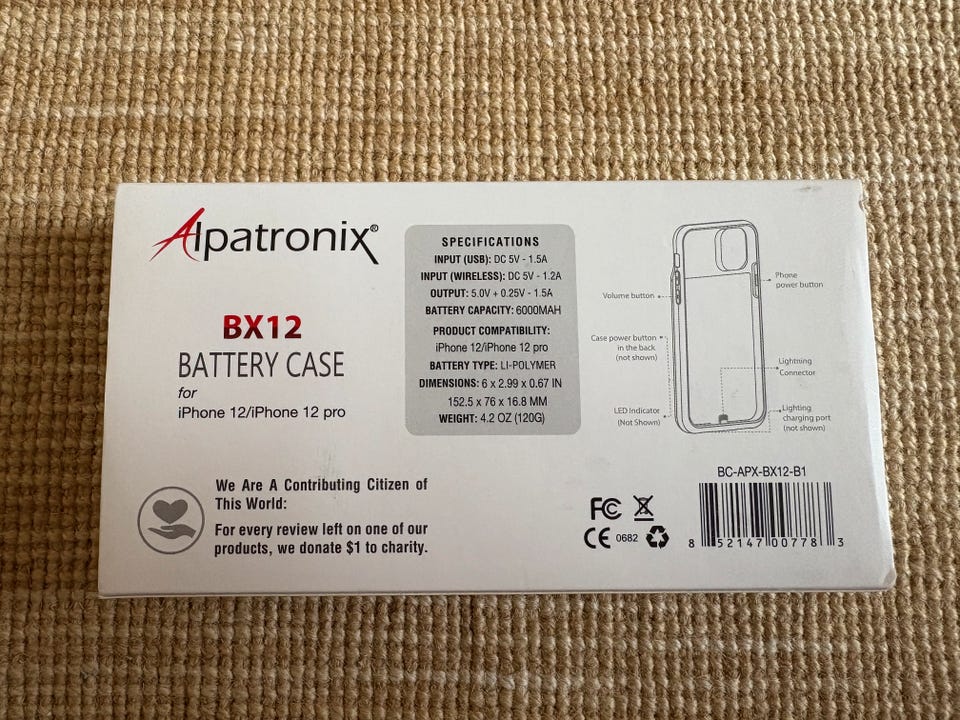 Alpatronix®
BX12
BATTERY CASE
for
iPhone 12/iPhone 12 pro
SPECIFICATIONS
INPUT (USB): DC 5V - 1.5A
INPUT (WIRELESS): DC 5V - 1.2A
OUTPUT: 5.0V + 0.25V - 1.5A
BATTERY CAPACITY: 6000MAH
PRODUCT COMPATIBILITY:
iPhone 12/iPhone 12 pro
BATTERY TYPE: LI-POLYMER
DIMENSIONS: 6 x 2.99 x 0.67 IN
152.5 x 76 x 16.8 MM
WEIGHT: 4.2 OZ (120G)
Volume button
Case power button
in the back
(not shown)
LED Indicator
(Not Shown)
Phone
power button
Lightning
Connector
Lighting
charging port
(not shown)
We Are A Contributing Citizen of
This World:
For every review left on one of our
products, we donate $1 to charity.
FC
CE 0682
BC-APX-BX12-B1
8 52147 00778 3